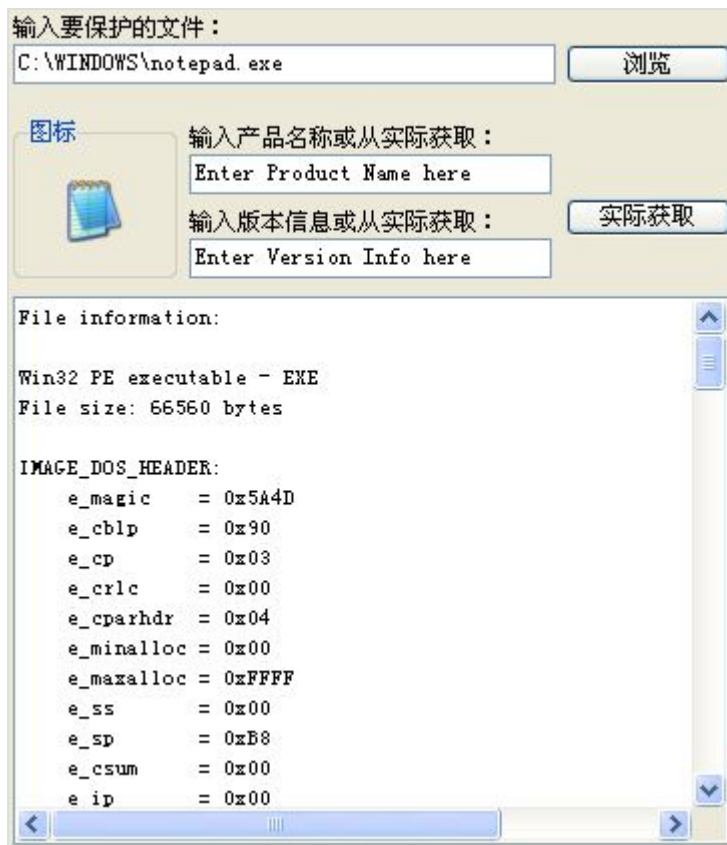 输入要保护的文件：
C:\WINDOWS\notepad.exe
浏览
图标
输入产品名称或从实际获取：
Enter Product Name here
输入版本信息或从实际获取：
实际获取
Enter Version Info here
File information:
Win32 PE executable - EXE
File size: 66560 bytes
IMAGE_DOS_HEADER:
e_magic = 0x5A4D
e_cblp = 0x90
e_cp = 0x03
e_crlc = 0x00
e_cparhdr = 0x04
e_minalloc = 0x00
e_maxalloc = 0xFFFF
e_ss = 0x00
e_sp = 0xB8
e_csum = 0x00
e_ip = 0x00